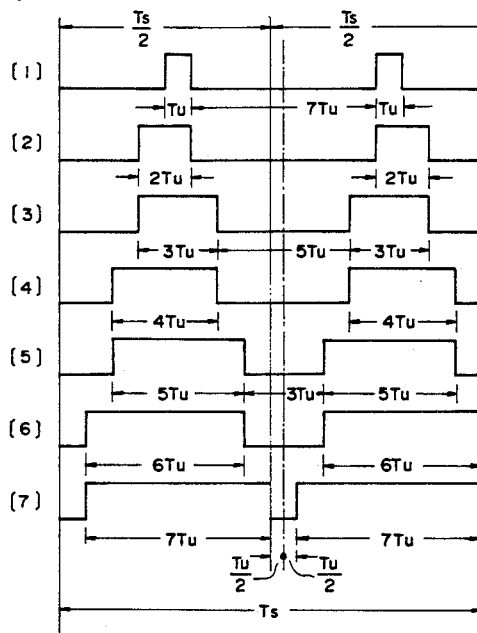 Ts/2 Ts/2
[1]
Tu 7Tu Tu
[2]
2Tu 2Tu
[3]
3Tu 5Tu 3Tu
[4]
4Tu 4Tu
[5]
5Tu 3Tu 5Tu
[6]
6Tu 6Tu
[7]
7Tu 7Tu
Tu/2 Tu/2
Ts